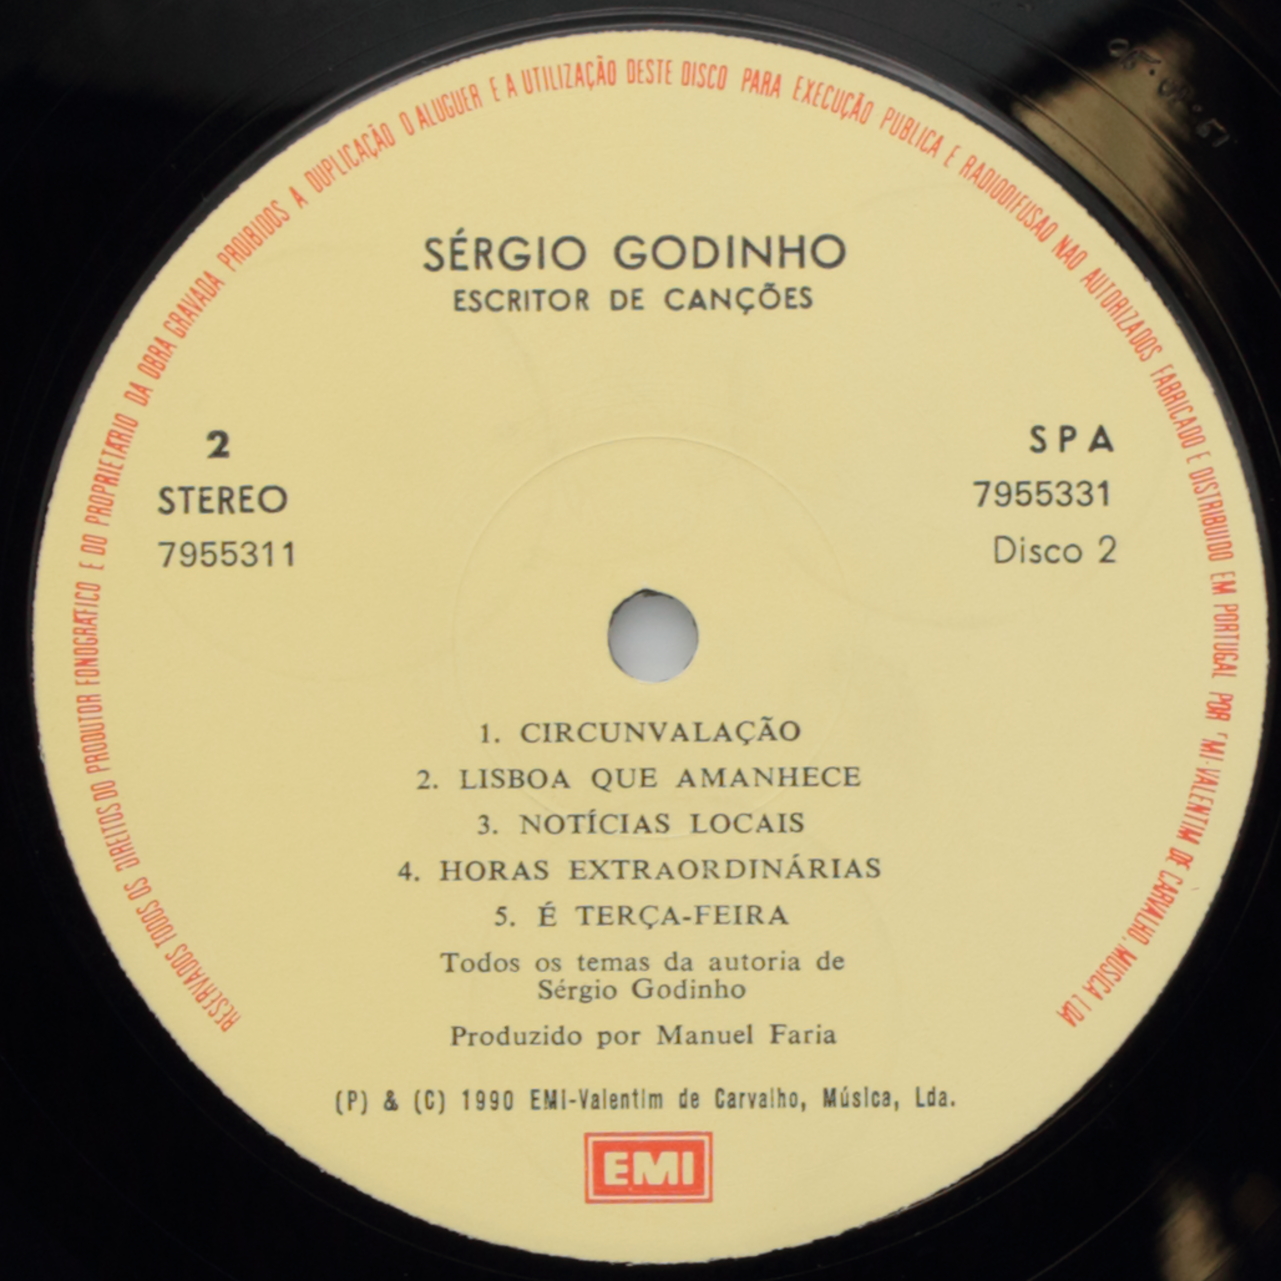 RESERVADOS TODOS OS DIREITOS DO PRODUTOR FONOGRAFICO E DO PROPRIETARIO DA OBRA GRAVADA PROIBIDOS A DUPLICAÇÃO O ALUGUER E A UTILIZAÇÃO DESTE DISCO PARA EXECUÇÃO PUBLICA E RADIODIFUSAO NAO AUTORIZADOS FABRICADO E DISTRIBUIDO EM PORTUGAL POR "MI-VALENTIM DE CARVALHO, MUSICA LDA
SÉRGIO GODINHO
ESCRITOR DE CANÇÕES
2
STEREO
7955311
SPA
7955331
Disco 2
1. CIRCUNVALAÇÃO
2. LISBOA QUE AMANHECE
3. NOTÍCIAS LOCAIS
4. HORAS EXTRAORDINÁRIAS
5. É TERÇA-FEIRA
Todos os temas da autoria de
Sérgio Godinho
Produzido por Manuel Faria
(P) & (C) 1990 EMI-Valentim de Carvalho, Música, Lda.
EMI